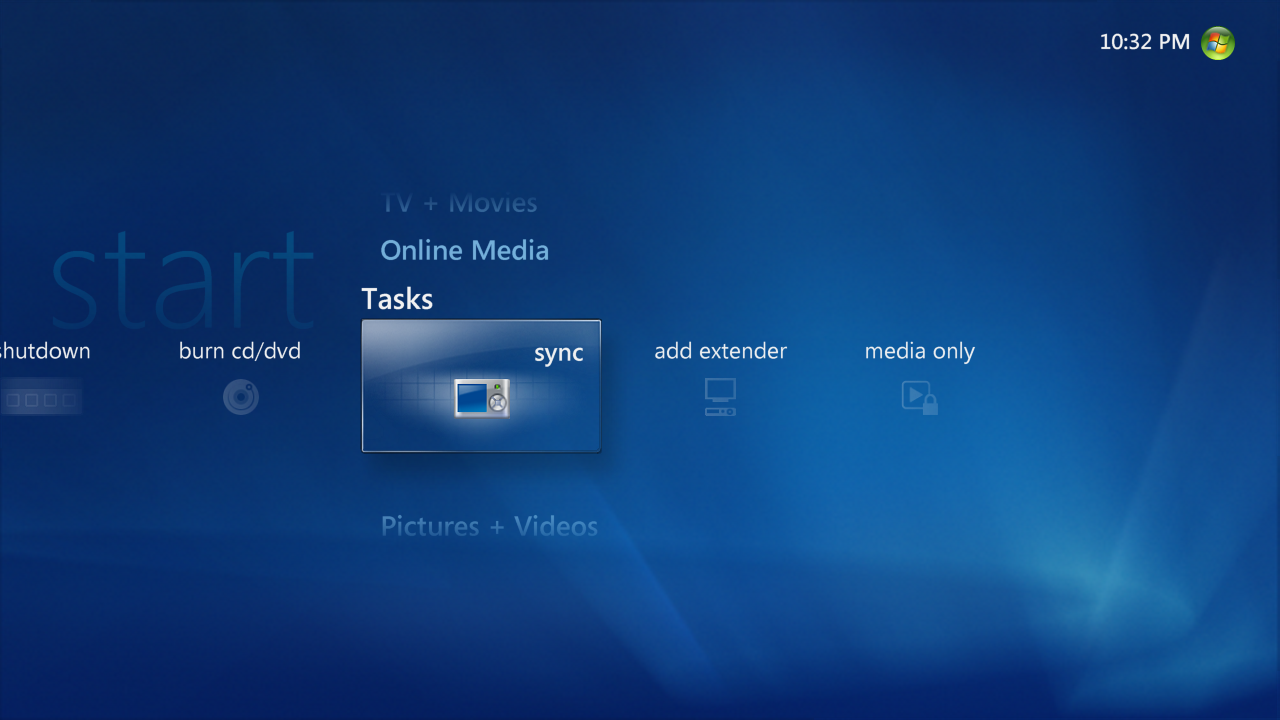 10:32 PM
TV + Movies
start
Online Media
Tasks
shutdown
burn cd/dvd
sync
add extender
media only
Pictures + Videos